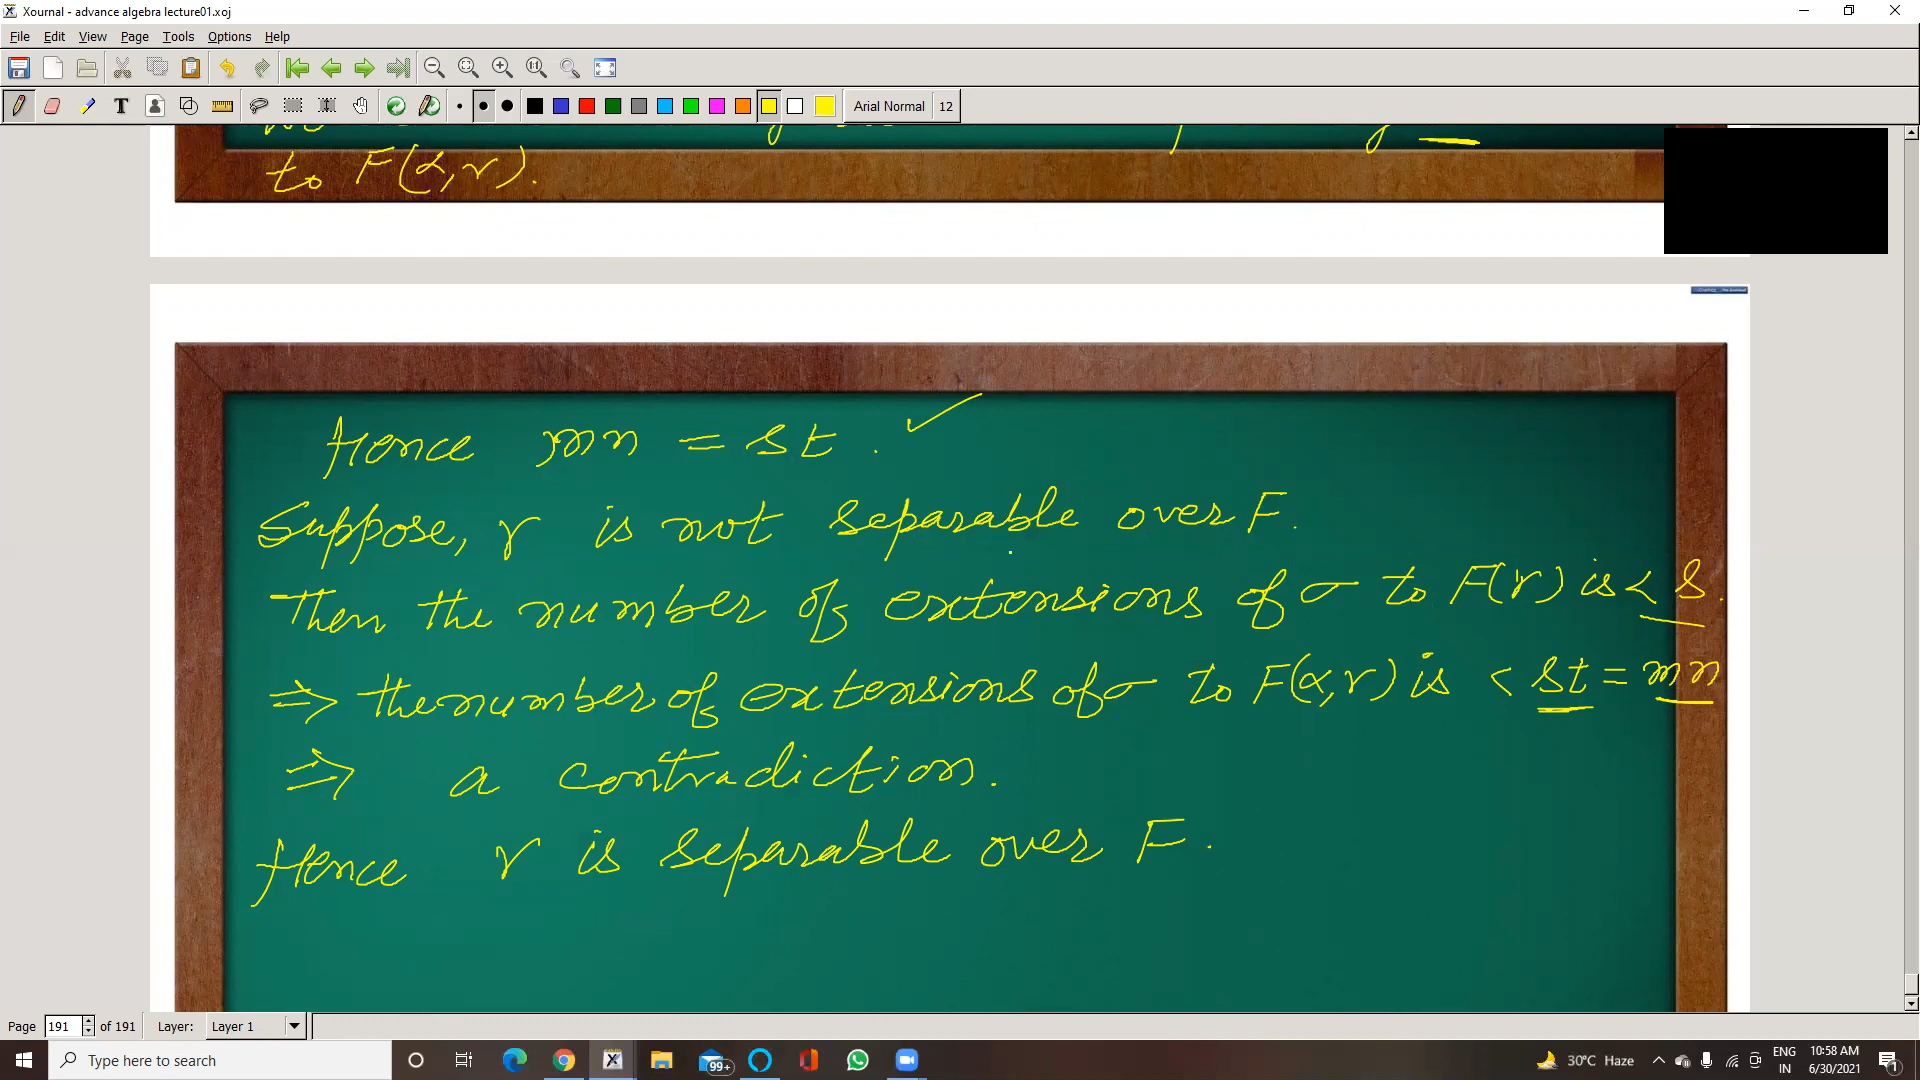 Xournal - advance algebra lecture01.xoj
File Edit View Page Tools Options Help
Arial Normal 12
to F(α,γ).
Hence mn = st.
Suppose, γ is not separable over F.
Then the number of extensions of σ to F(γ) is < s.
⇒ the number of extensions of σ to F(α,γ) is < st = mn
⇒ a contradiction.
Hence γ is separable over F.
Page 191 of 191 Layer: Layer 1
Type here to search
99+
30°C Haze
ENG
IN
10:58 AM
6/30/2021
1